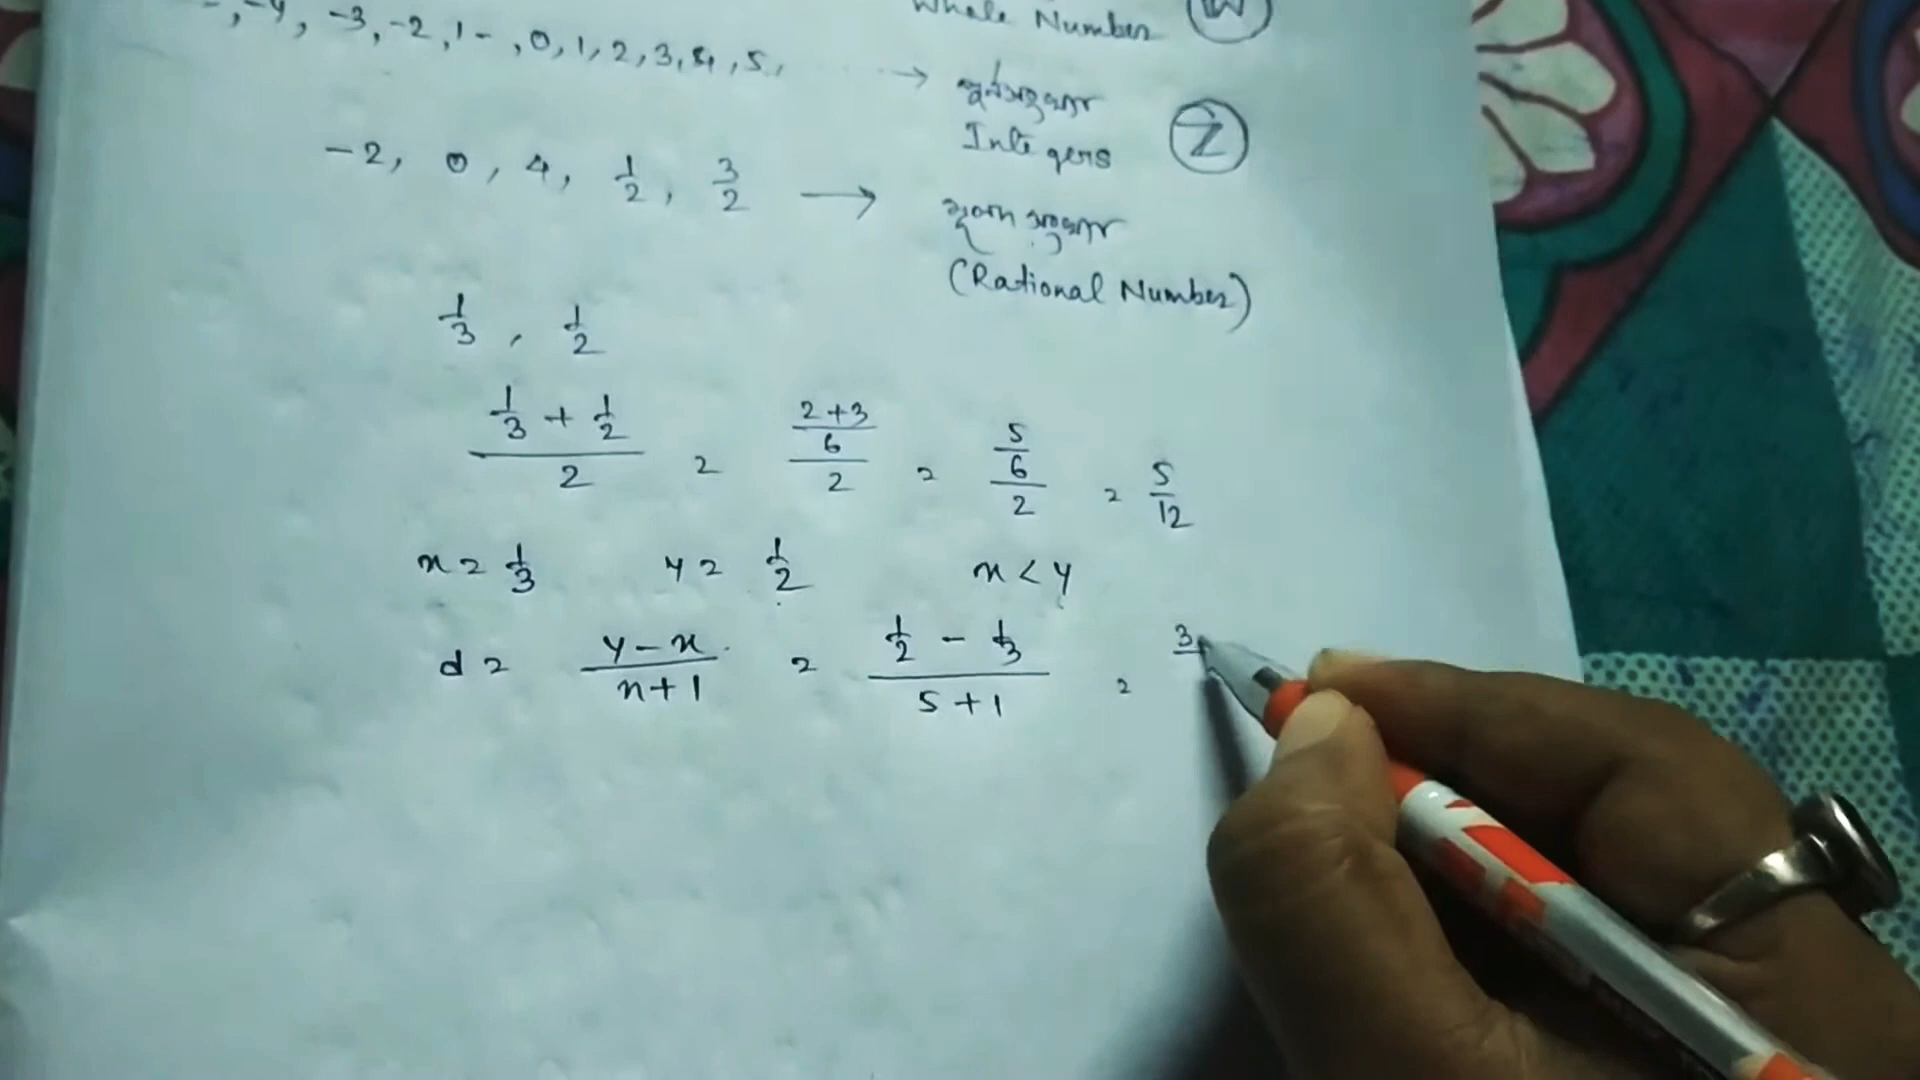 -4, -3, -2, 1-, 0, 1, 2, 3, 4, 5,
Whole Number W
→ পূর্ণসংখ্যা
Integers Z
-2, 0, 4, 1/2, 3/2 →
(Rational Number)
1/3, 1/2
(1/3 + 1/2)/2 = ((2+3)/6)/2 = (5/6)/2 = 5/12
x = 1/3 y = 1/2 x < y
d = (y-x)/(n+1) = (1/2 - 1/3)/(5+1) = 3